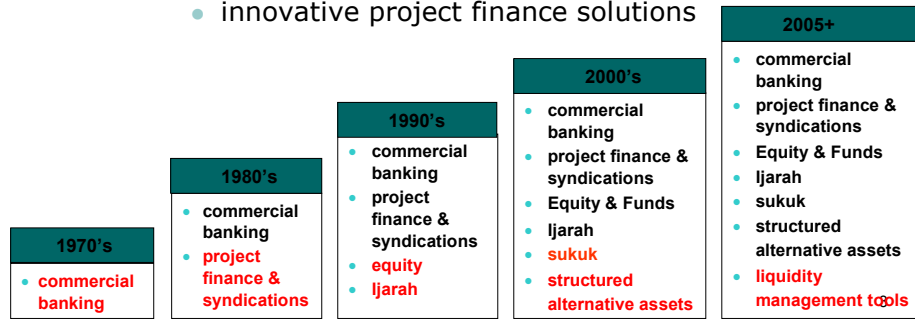 • innovative project finance solutions
1970's
• commercial
banking
1980's
• commercial
banking
• project
finance &
syndications
1990's
• commercial
banking
• project
finance &
syndications
• equity
• Ijarah
2000's
• commercial
banking
• project finance &
syndications
• Equity & Funds
• Ijarah
• sukuk
• structured
alternative assets
2005+
• commercial
banking
• project finance &
syndications
• Equity & Funds
• Ijarah
• sukuk
• structured
alternative assets
• liquidity
management tools
3